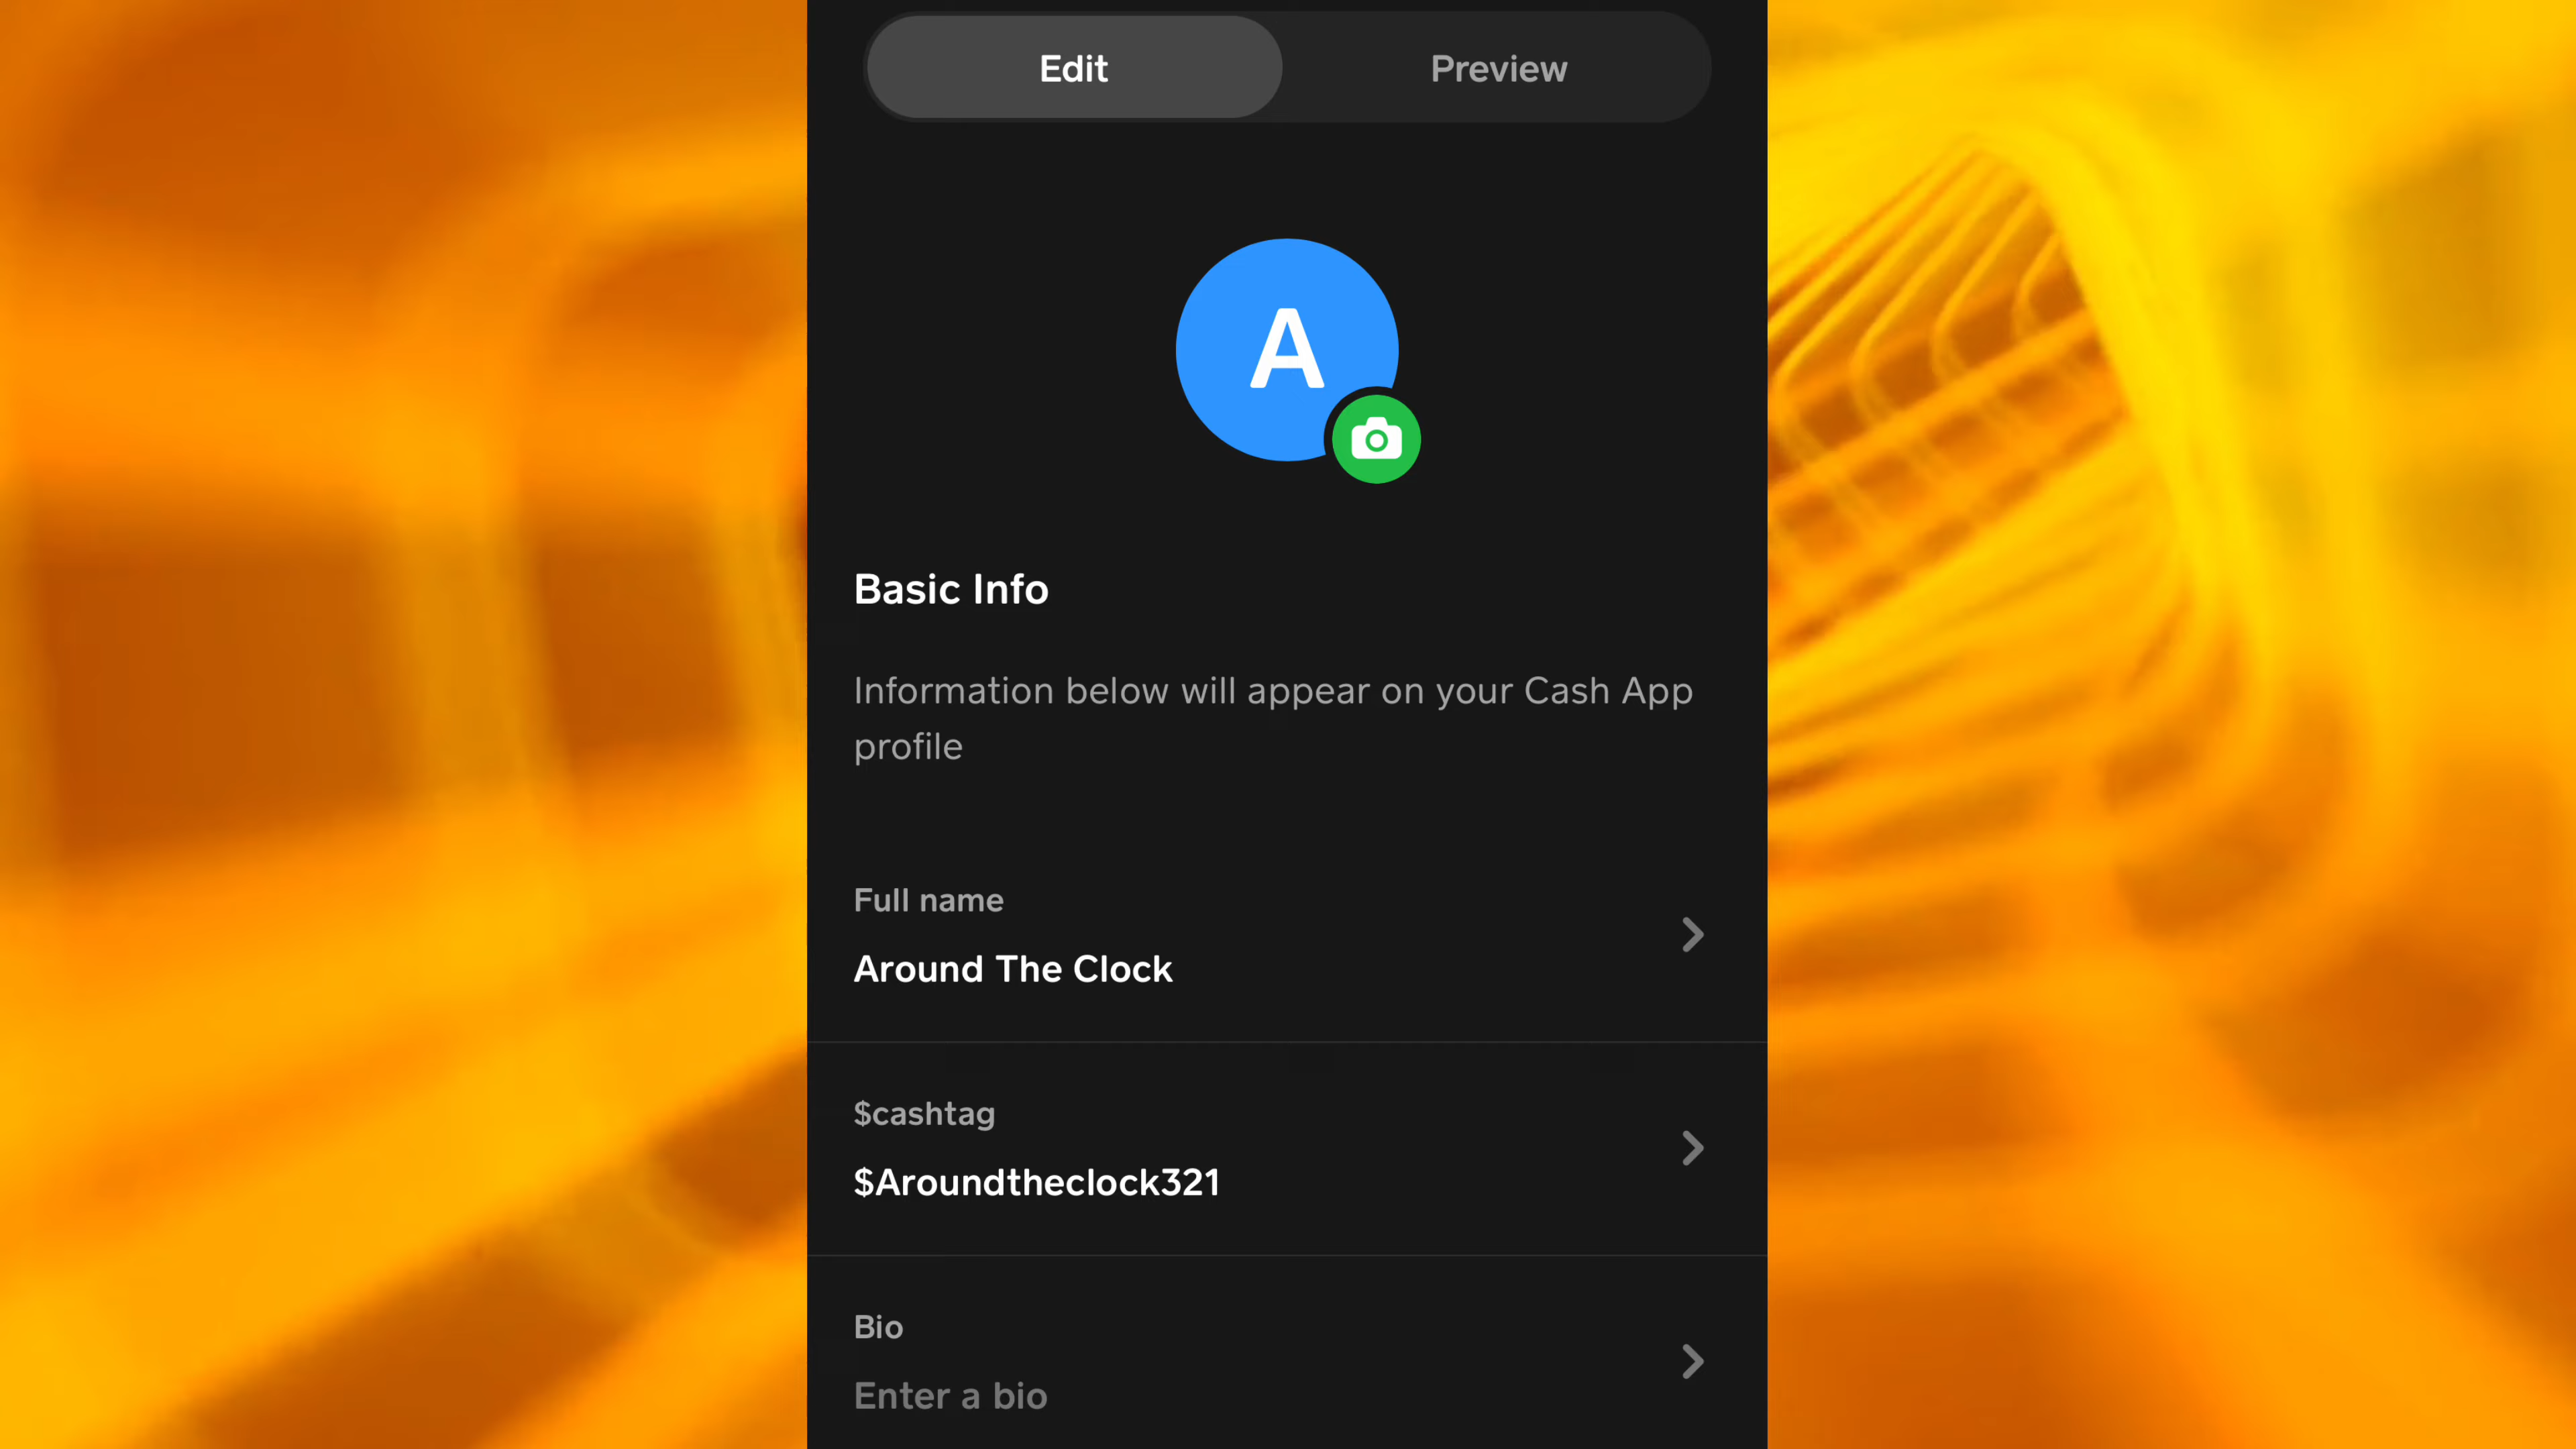 Edit
Preview
A
Basic Info
Information below will appear on your Cash App
profile
Full name
Around The Clock
$cashtag
$Aroundtheclock321
Bio
Enter a bio